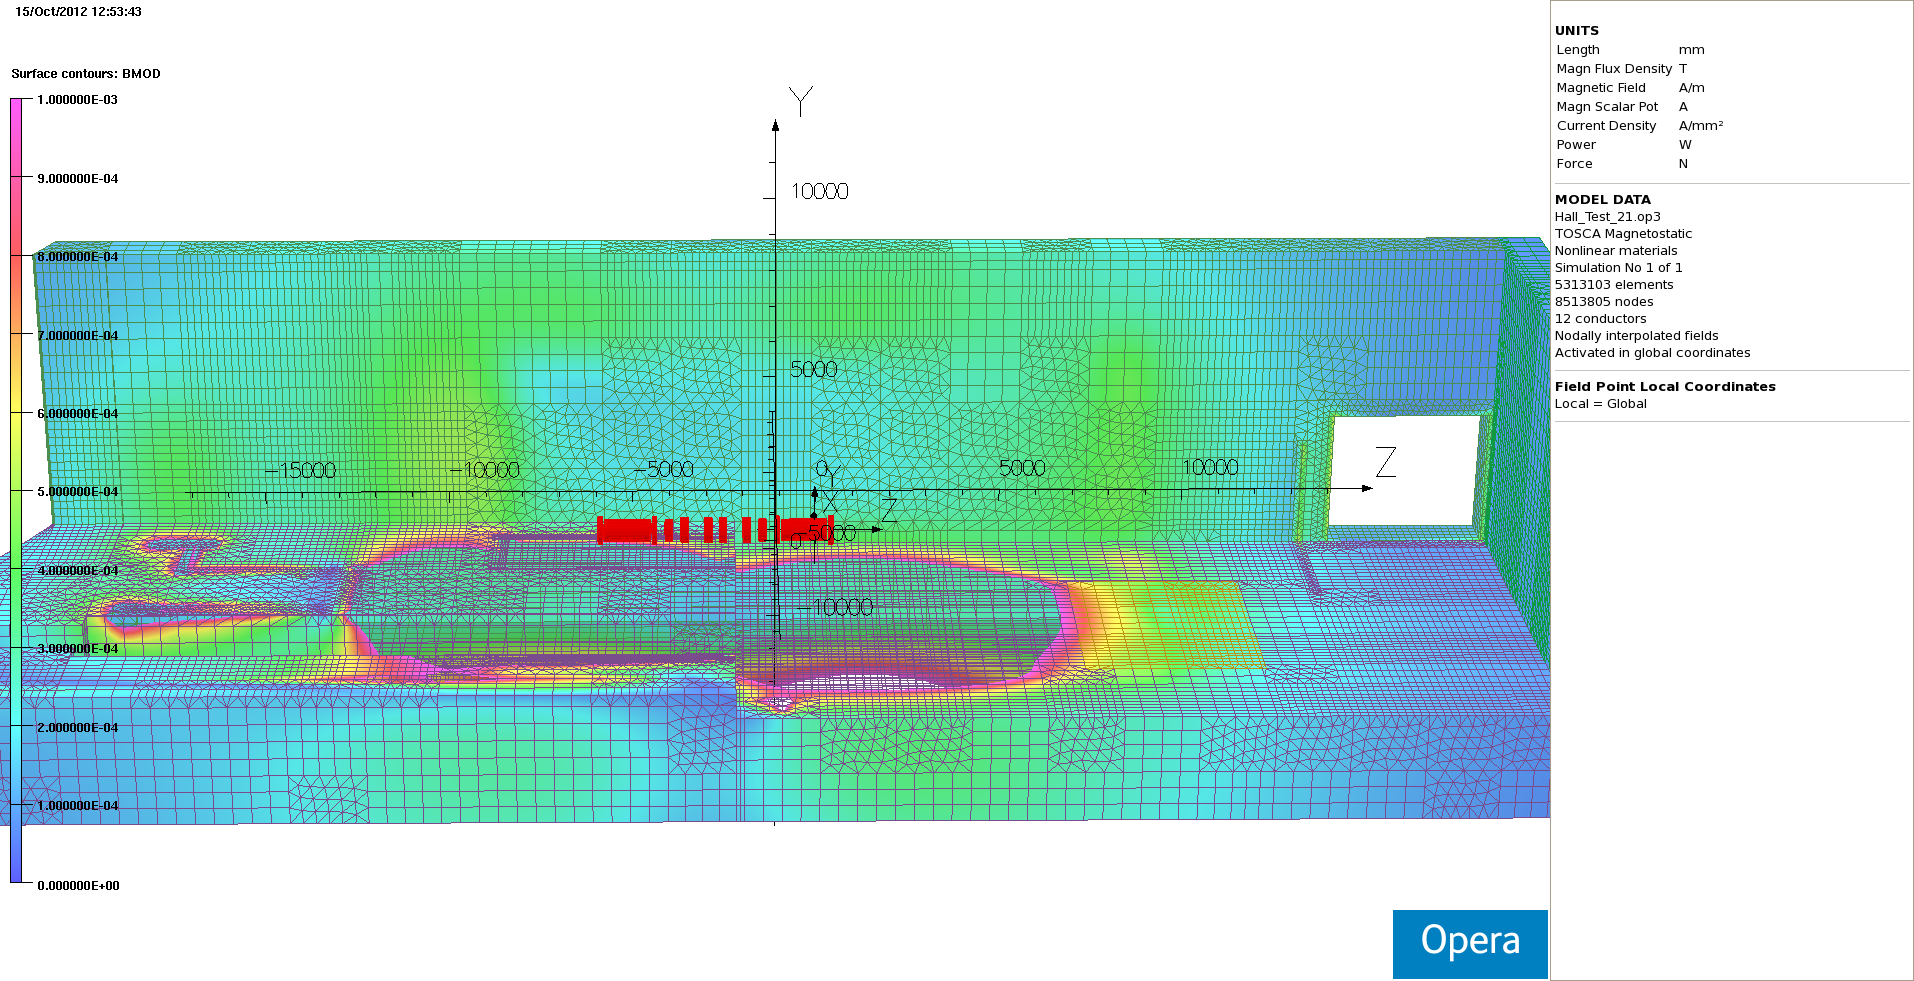 15/Oct/2012 12:53:43
Surface contours: BMOD
1.000000E-03
9.000000E-04
8.000000E-04
7.000000E-04
6.000000E-04
5.000000E-04
4.000000E-04
3.000000E-04
2.000000E-04
1.000000E-04
0.000000E+00
Y
10000
5000
-15000
-10000
-5000
0
Y
5000
10000
Z
X
Z
-5000
-10000
UNITS
Length mm
Magn Flux Density T
Magnetic Field A/m
Magn Scalar Pot A
Current Density A/mm²
Power W
Force N
MODEL DATA
Hall_Test_21.op3
TOSCA Magnetostatic
Nonlinear materials
Simulation No 1 of 1
5313103 elements
8513805 nodes
12 conductors
Nodally interpolated fields
Activated in global coordinates
Field Point Local Coordinates
Local = Global
Opera